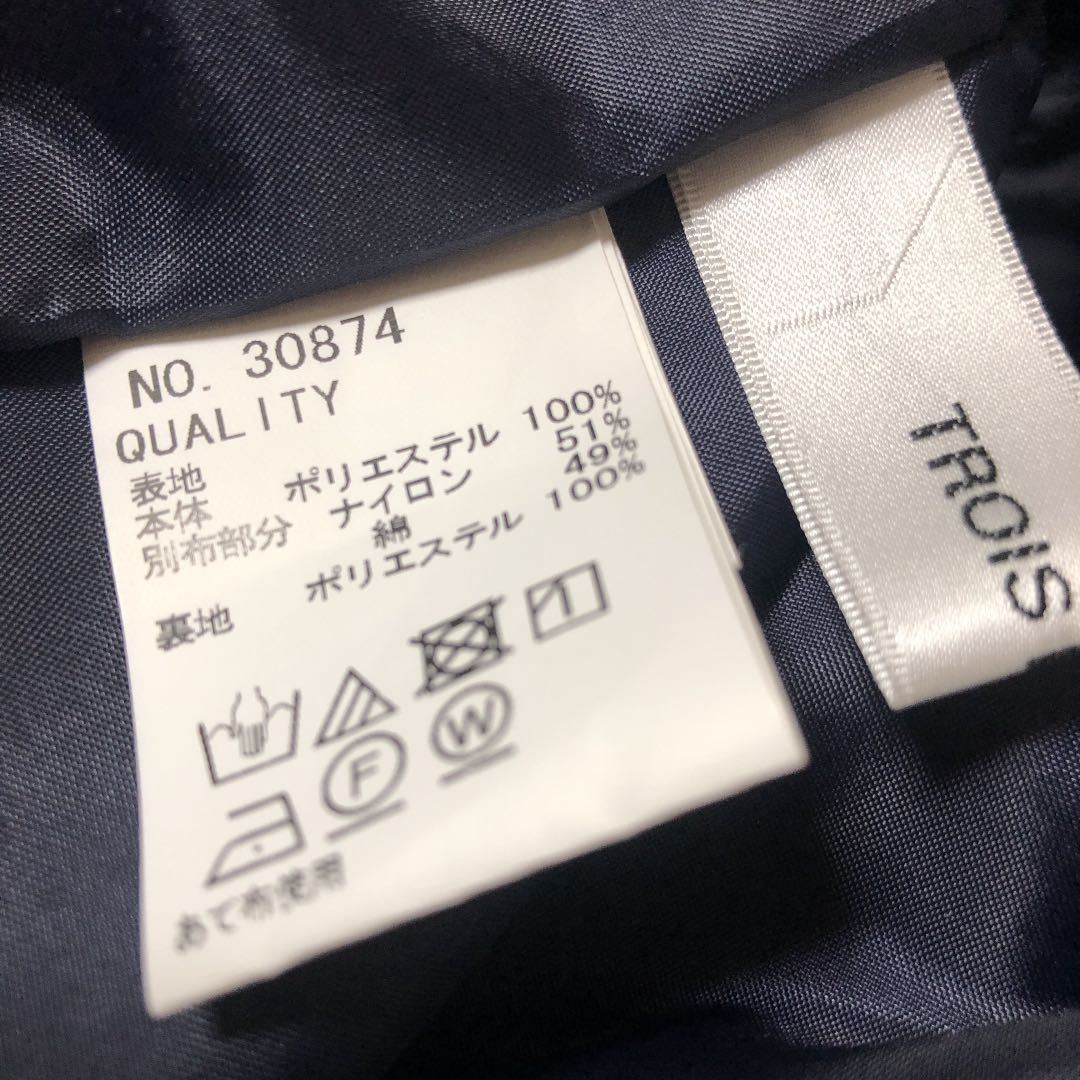 NO. 30874
QUALITY
表地
本体 ポリエステル 100%
別布部分 ナイロン 51%
綿 49%
裏地 ポリエステル 100%
F
W
あて布使用
TROIS